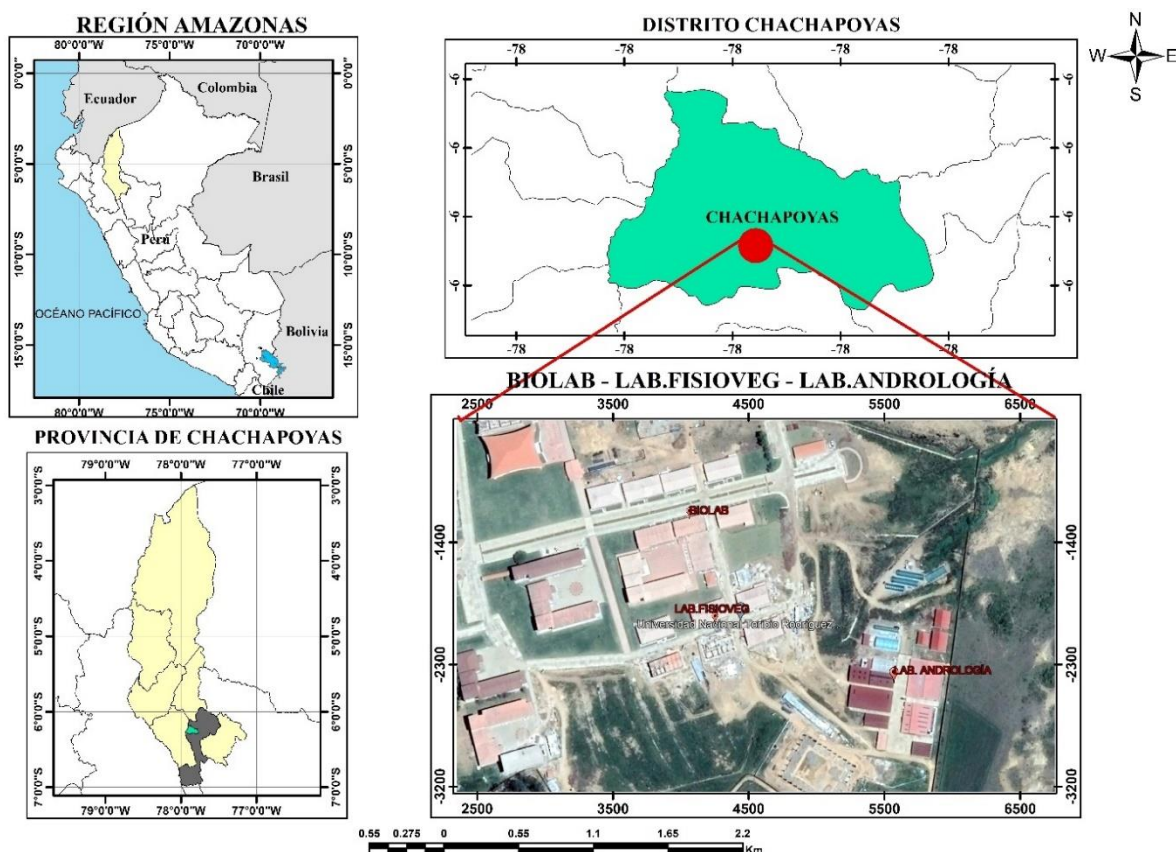 REGIÓN AMAZONAS
80°0'0"W 75°0'0"W 70°0'0"W
0°0'0"
5°0'0"S
10°0'0"S
15°0'0"S
0°0'0"
5°0'0"S
10°0'0"S
15°0'0"S
Ecuador
Colombia
Brasil
Perú
OCÉANO PACÍFICO
Bolivia
Chile
80°0'0"W 75°0'0"W 70°0'0"W
DISTRITO CHACHAPOYAS
-78 -78 -78 -78
-6
-6
-6
-6
-6
-6
-6
-6
CHACHAPOYAS
-78 -78 -78 -78
N
W E
S
PROVINCIA DE CHACHAPOYAS
79°0'0"W 78°0'0"W 77°0'0"W
3°0'0"S
4°0'0"S
5°0'0"S
6°0'0"S
7°0'0"S
3°0'0"S
4°0'0"S
5°0'0"S
6°0'0"S
7°0'0"S
79°0'0"W 78°0'0"W 77°0'0"W
BIOLAB - LAB.FISIOVEG - LAB.ANDROLOGÍA
2500 3500 4500 5500 6500
-1400
-2300
-3200
-1400
-2300
-3200
BIOLAB
LAB.FISIOVEG
Universidad Nacional Toribio Rodríguez
LAB. ANDROLOGÍA
2500 3500 4500 5500 6500
0.55 0.275 0 0.55 1.1 1.65 2.2
Km